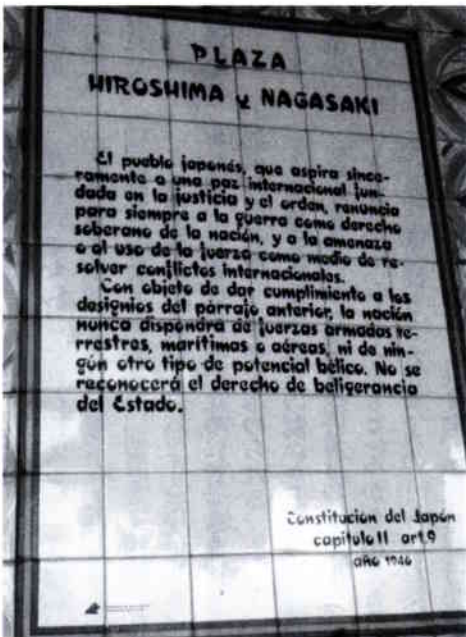 PLAZA
HIROSHIMA y NAGASAKI
El pueblo japonés, que aspira since-
ramente a una paz internacional fun-
dada en la justicia y el orden, renuncia
para siempre a la guerra como derecho
soberano de la nación, y a la amenaza
o al uso de la fuerza como medio de re-
solver conflictos internacionales.
Con objeto de dar cumplimiento a los
designios del párrafo anterior, la nación
nunca dispondrá de fuerzas armadas te-
rrestres, marítimas o aéreas, ni de nin-
gún otro tipo de potencial bélico. No se
reconocerá el derecho de beligerancia
del Estado.
Constitución del Japón
capitulo II art.9
año 1946